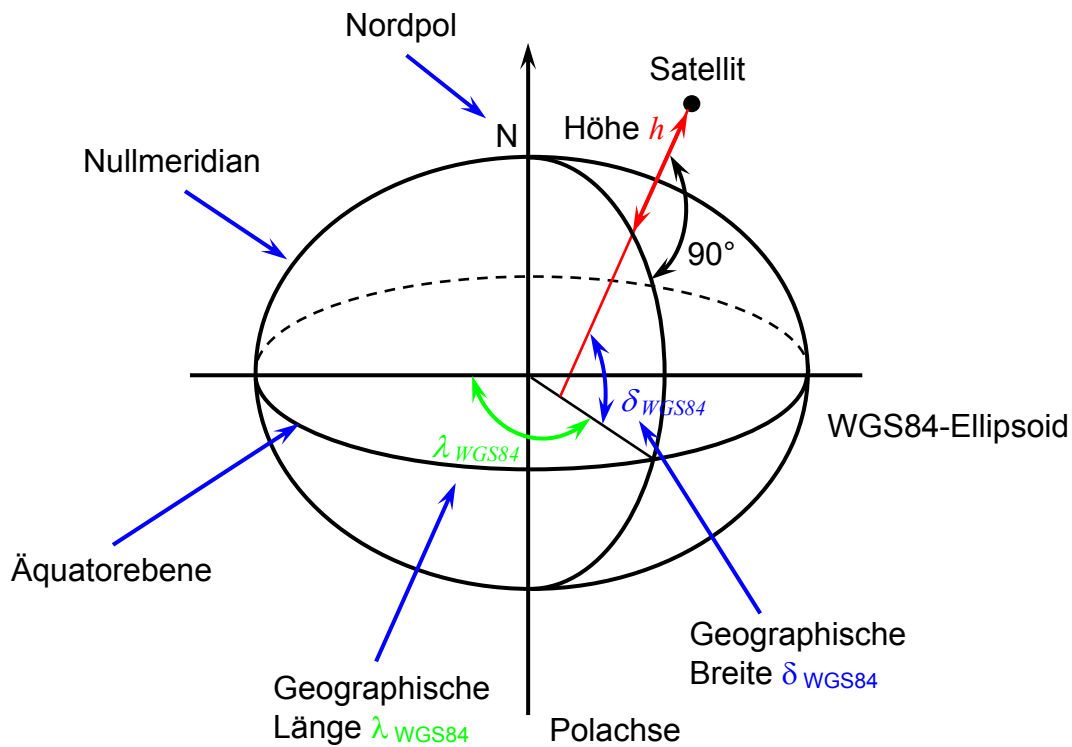 Nordpol
Satellit
N
Höhe h
Nullmeridian
90°
δ WGS84
WGS84-Ellipsoid
λ WGS84
Äquatorebene
Geographische
Breite δ WGS84
Geographische
Länge λ WGS84
Polachse